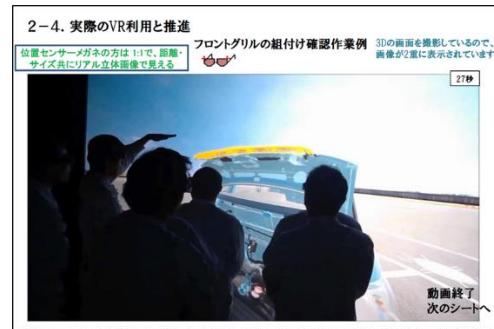 2-4. 実際のVR利用と推進
位置センサーメガネの方は 1:1で、距離・
サイズ共にリアル立体画像で見える
フロントグリルの組付け確認作業例
3Dの画面を撮影しているので、
画像が2重に表示されています
27秒
動画終了
次のシートへ